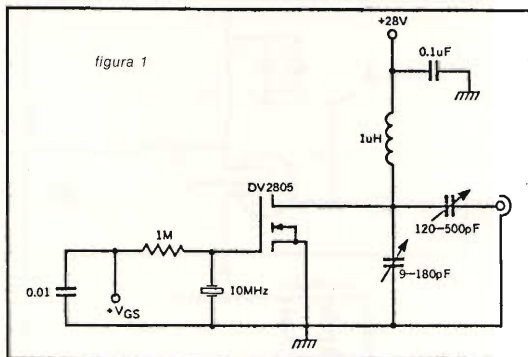 figura 1
+28V
0.1uF
1uH
DV2805
120-500pF
9-180pF
1M
10MHz
0.01
+VGS